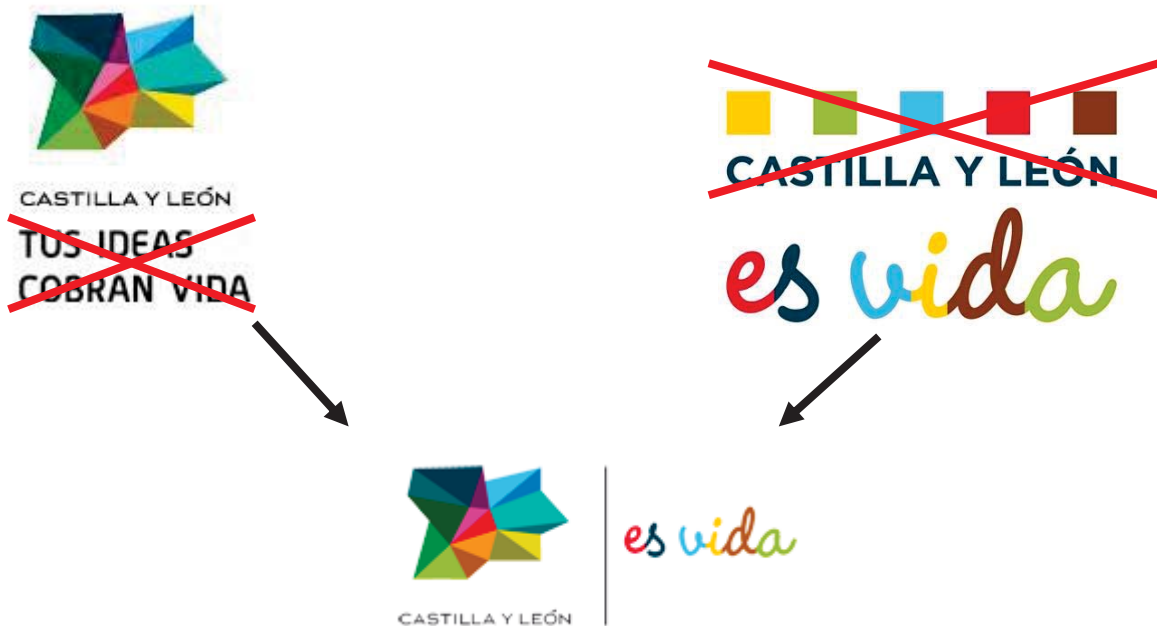 CASTILLA Y LEÓN
TUS IDEAS
COBRAN VIDA
CASTILLA Y LEÓN
es vida
CASTILLA Y LEÓN
es vida